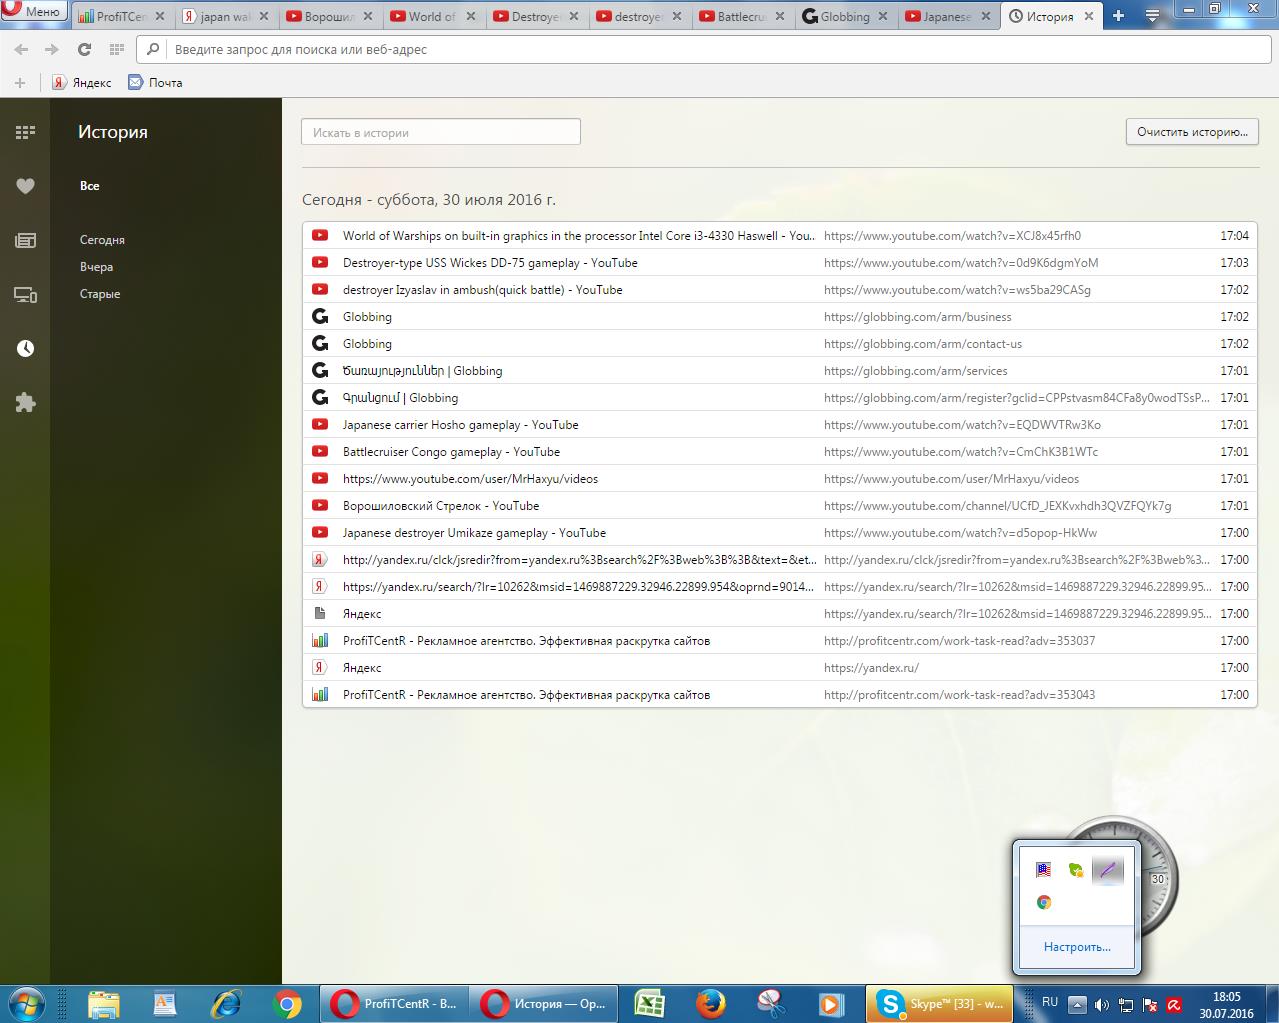 Меню
ProfiTCen
japan wa
Ворошил
World of
Destroye
destroyer
Battlecru
Globbing
Japanese
История
Введите запрос для поиска или веб-адрес
Яндекс
Почта
История
Все
Сегодня
Вчера
Старые
Искать в истории
Очистить историю...
Сегодня - суббота, 30 июля 2016 г.
World of Warships on built-in graphics in the processor Intel Core i3-4330 Haswell - You... https://www.youtube.com/watch?v=XCJ8x45rfh0 17:04
Destroyer-type USS Wickes DD-75 gameplay - YouTube https://www.youtube.com/watch?v=0d9K6dgmYoM 17:03
destroyer Izyaslav in ambush(quick battle) - YouTube https://www.youtube.com/watch?v=ws5ba29CASg 17:02
Globbing https://globbing.com/arm/business 17:02
Globbing https://globbing.com/arm/contact-us 17:02
Ծառայություններ | Globbing https://globbing.com/arm/services 17:01
Գրանցում | Globbing https://globbing.com/arm/register?gclid=CPPstvasm84CFa8y0wodTSsP... 17:01
Japanese carrier Hosho gameplay - YouTube https://www.youtube.com/watch?v=EQDWVTRw3Ko 17:01
Battlecruiser Congo gameplay - YouTube https://www.youtube.com/watch?v=CmChK3B1WTc 17:01
https://www.youtube.com/user/MrHaxyu/videos https://www.youtube.com/user/MrHaxyu/videos 17:01
Ворошиловский Стрелок - YouTube https://www.youtube.com/channel/UCfD_JEXKvxhdh3QVZFQYk7g 17:01
Japanese destroyer Umikaze gameplay - YouTube https://www.youtube.com/watch?v=d5opop-HkWw 17:00
http://yandex.ru/clck/jsredir?from=yandex.ru%3Bsearch%2F%3Bweb%3B%3B&text=&et... http://yandex.ru/clck/jsredir?from=yandex.ru%3Bsearch%2F%3Bweb%3... 17:00
https://yandex.ru/search/?lr=10262&msid=1469887229.32946.22899.954&oprnd=9014... https://yandex.ru/search/?lr=10262&msid=1469887229.32946.22899.95... 17:00
Яндекс https://yandex.ru/search/?lr=10262&msid=1469887229.32946.22899.95... 17:00
ProfiTCentR - Рекламное агентство. Эффективная раскрутка сайтов http://profitcentr.com/work-task-read?adv=353037 17:00
Яндекс https://yandex.ru/ 17:00
ProfiTCentR - Рекламное агентство. Эффективная раскрутка сайтов http://profitcentr.com/work-task-read?adv=353043 17:00
30
Настроить...
ProfiTCentR - В...
История — Op...
Skype™ [33] - w...
RU
18:05
30.07.2016